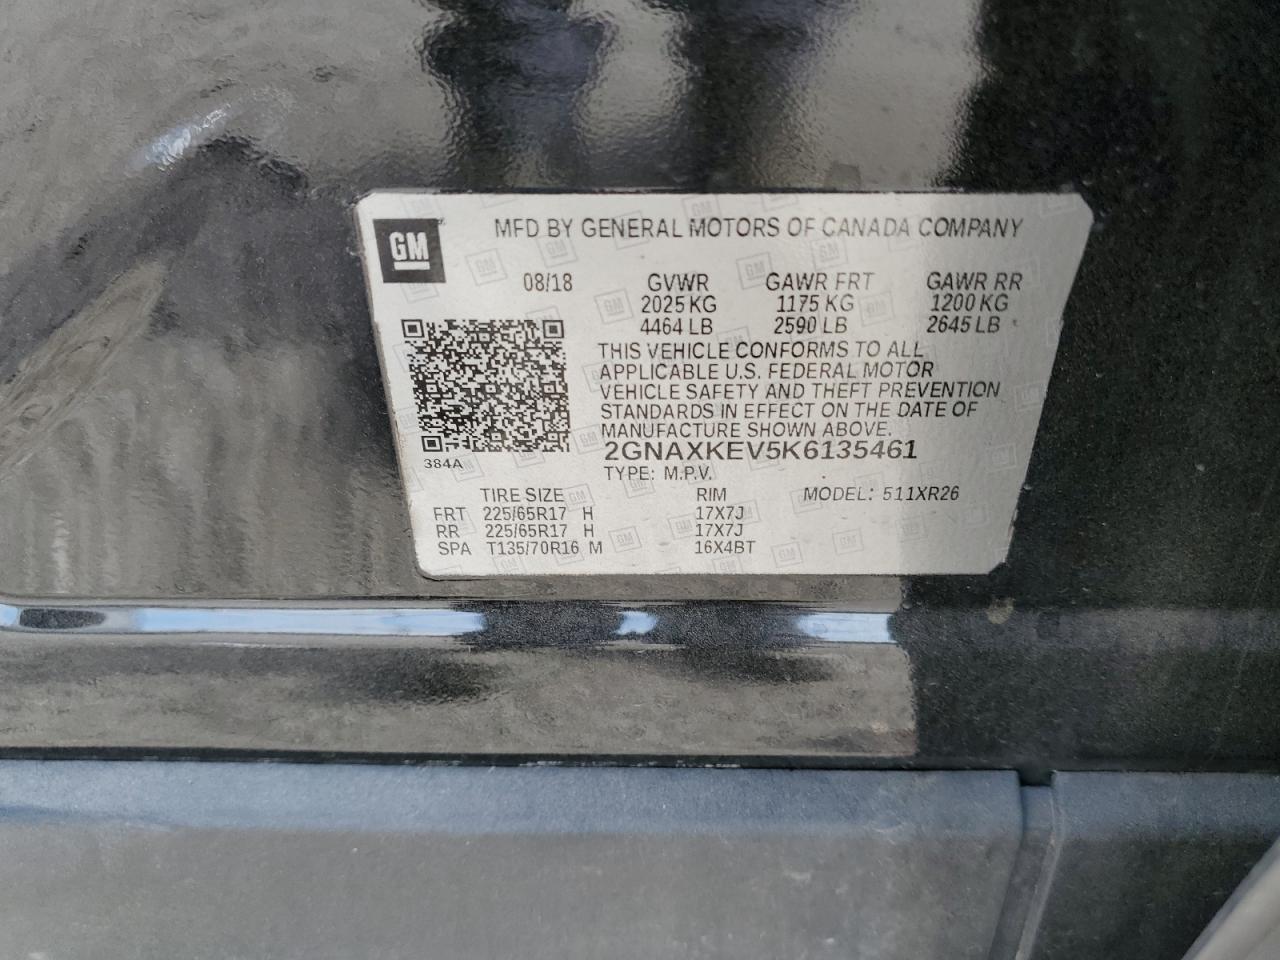 GM
MFD BY GENERAL MOTORS OF CANADA COMPANY
08/18 GVWR GAWR FRT GAWR RR
2025 KG 1175 KG 1200 KG
4464 LB 2590 LB 2645 LB
THIS VEHICLE CONFORMS TO ALL
APPLICABLE U.S. FEDERAL MOTOR
VEHICLE SAFETY AND THEFT PREVENTION
STANDARDS IN EFFECT ON THE DATE OF
MANUFACTURE SHOWN ABOVE.
2GNAXKEV5K6135461
384A
TYPE: M.P.V.
TIRE SIZE RIM MODEL: 511XR26
FRT 225/65R17 H 17X7J
RR 225/65R17 H 17X7J
SPA T135/70R16 M 16X4BT